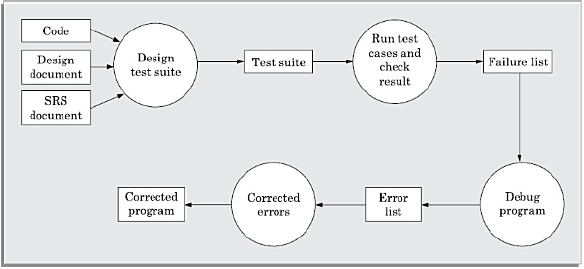 Code
Design
document
SRS
document
Design
test suite
Test suite
Run test
cases and
check
result
Failure list
Debug
program
Error
list
Corrected
errors
Corrected
program